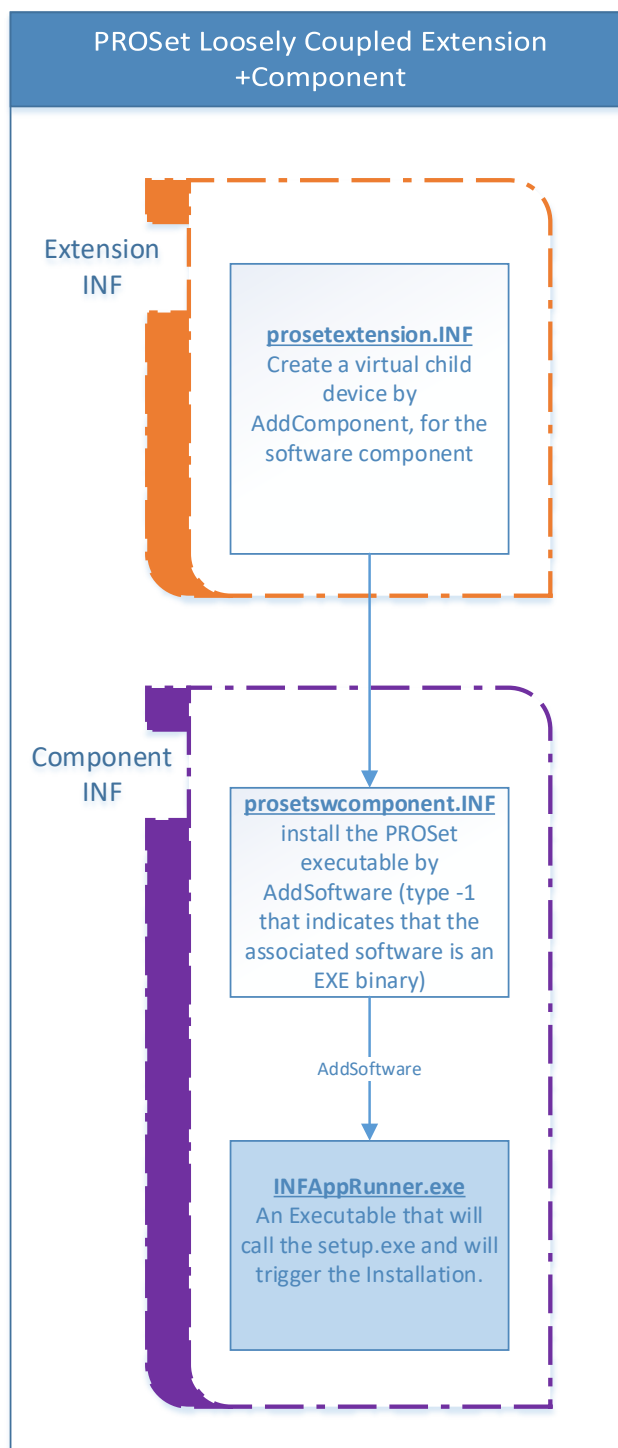 PROSet Loosely Coupled Extension
+Component
Extension
INF
prosetextension.INF
Create a virtual child
device by
AddComponent, for the
software component
Component
INF
prosetswcomponent.INF
install the PROSet
executable by
AddSoftware (type -1
that indicates that the
associated software is an
EXE binary)
AddSoftware
INFAppRunner.exe
An Executable that will
call the setup.exe and will
trigger the Installation.